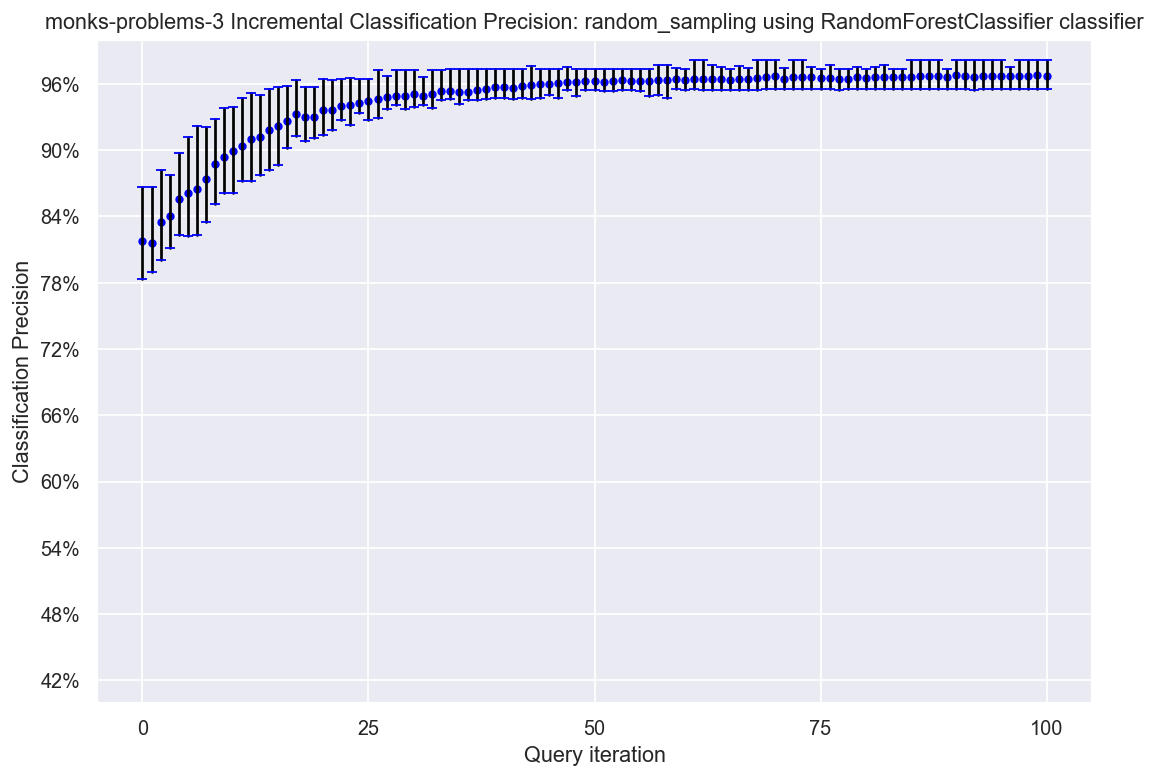 monks-problems-3 Incremental Classification Precision: random_sampling using RandomForestClassifier classifier
96%
90%
84%
78%
72%
66%
60%
54%
48%
42%
Classification Precision
0 25 50 75 100
Query iteration